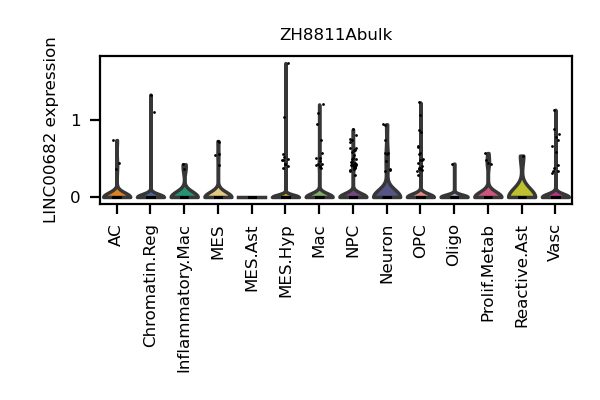 ZH8811Abulk
LINC00682 expression
1
0
AC
Chromatin.Reg
Inflammatory.Mac
MES
MES.Ast
MES.Hyp
Mac
NPC
Neuron
OPC
Oligo
Prolif.Metab
Reactive.Ast
Vasc